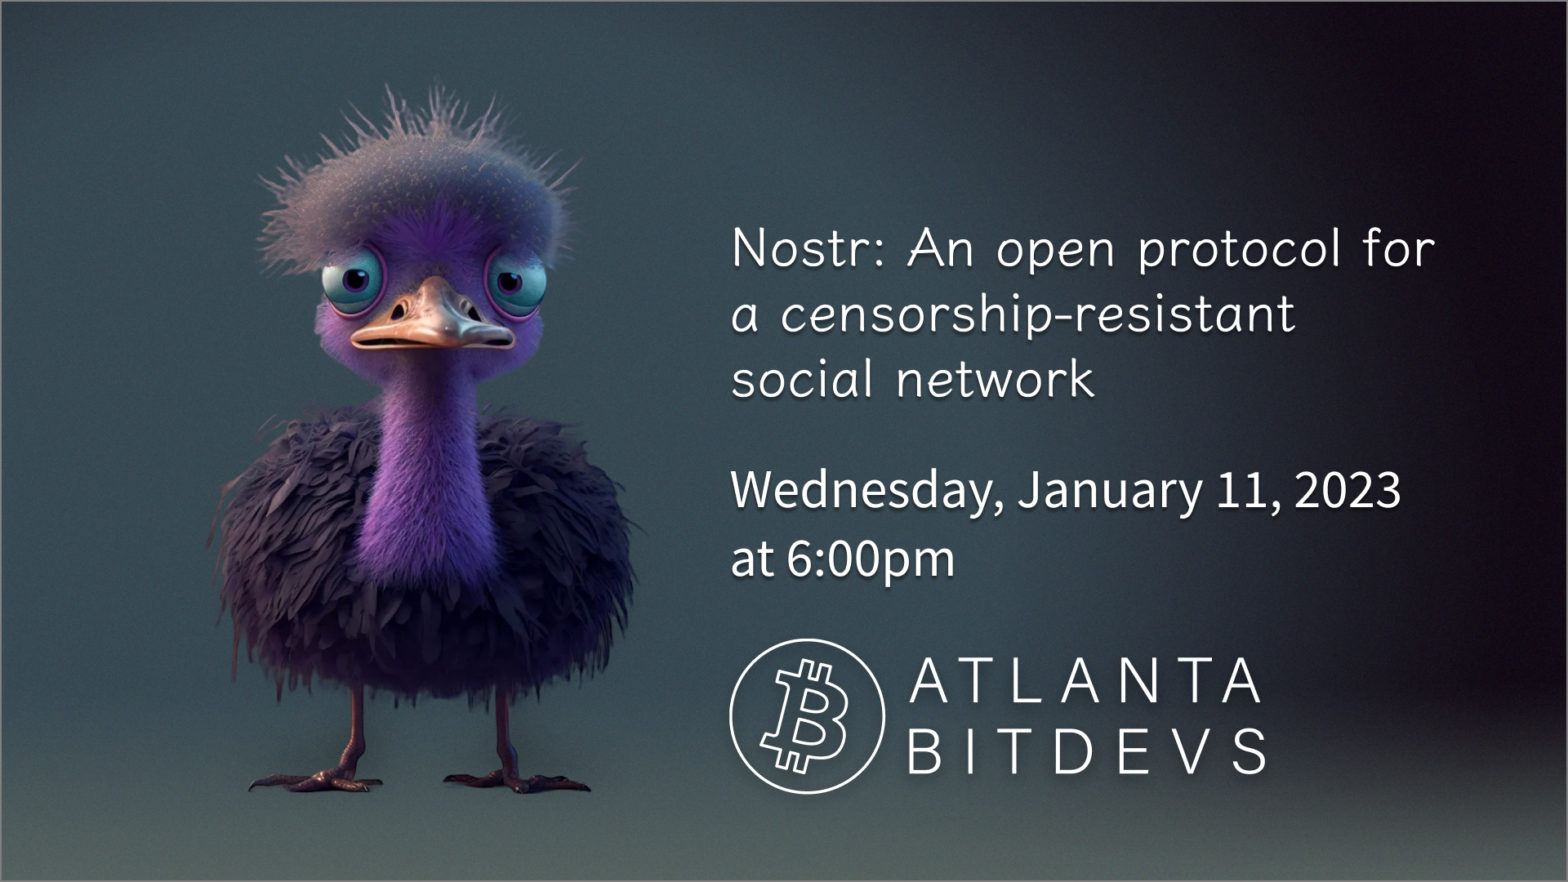 Nostr: An open protocol for
a censorship-resistant
social network
Wednesday, January 11, 2023
at 6:00pm
ATLANTA
BITDEVS